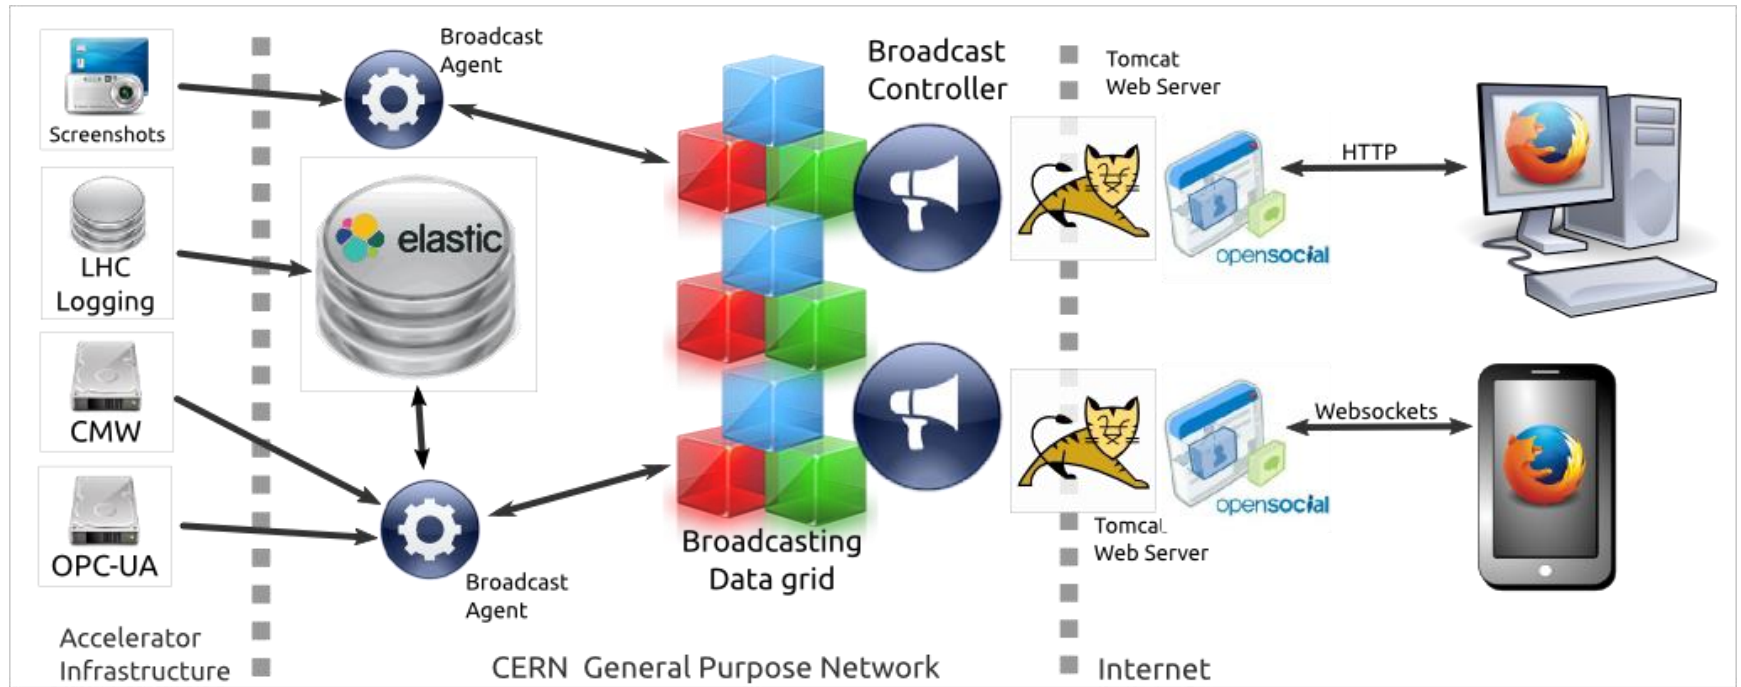 Screenshots
LHC
Logging
CMW
OPC-UA
Accelerator
Infrastructure
Broadcast
Agent
elastic
Broadcast
Agent
CERN General Purpose Network
Broadcasting
Data grid
Broadcast
Controller
Tomcat
Web Server
opensocial
HTTP
opensocial
Websockets
Tomcat
Web Server
Internet